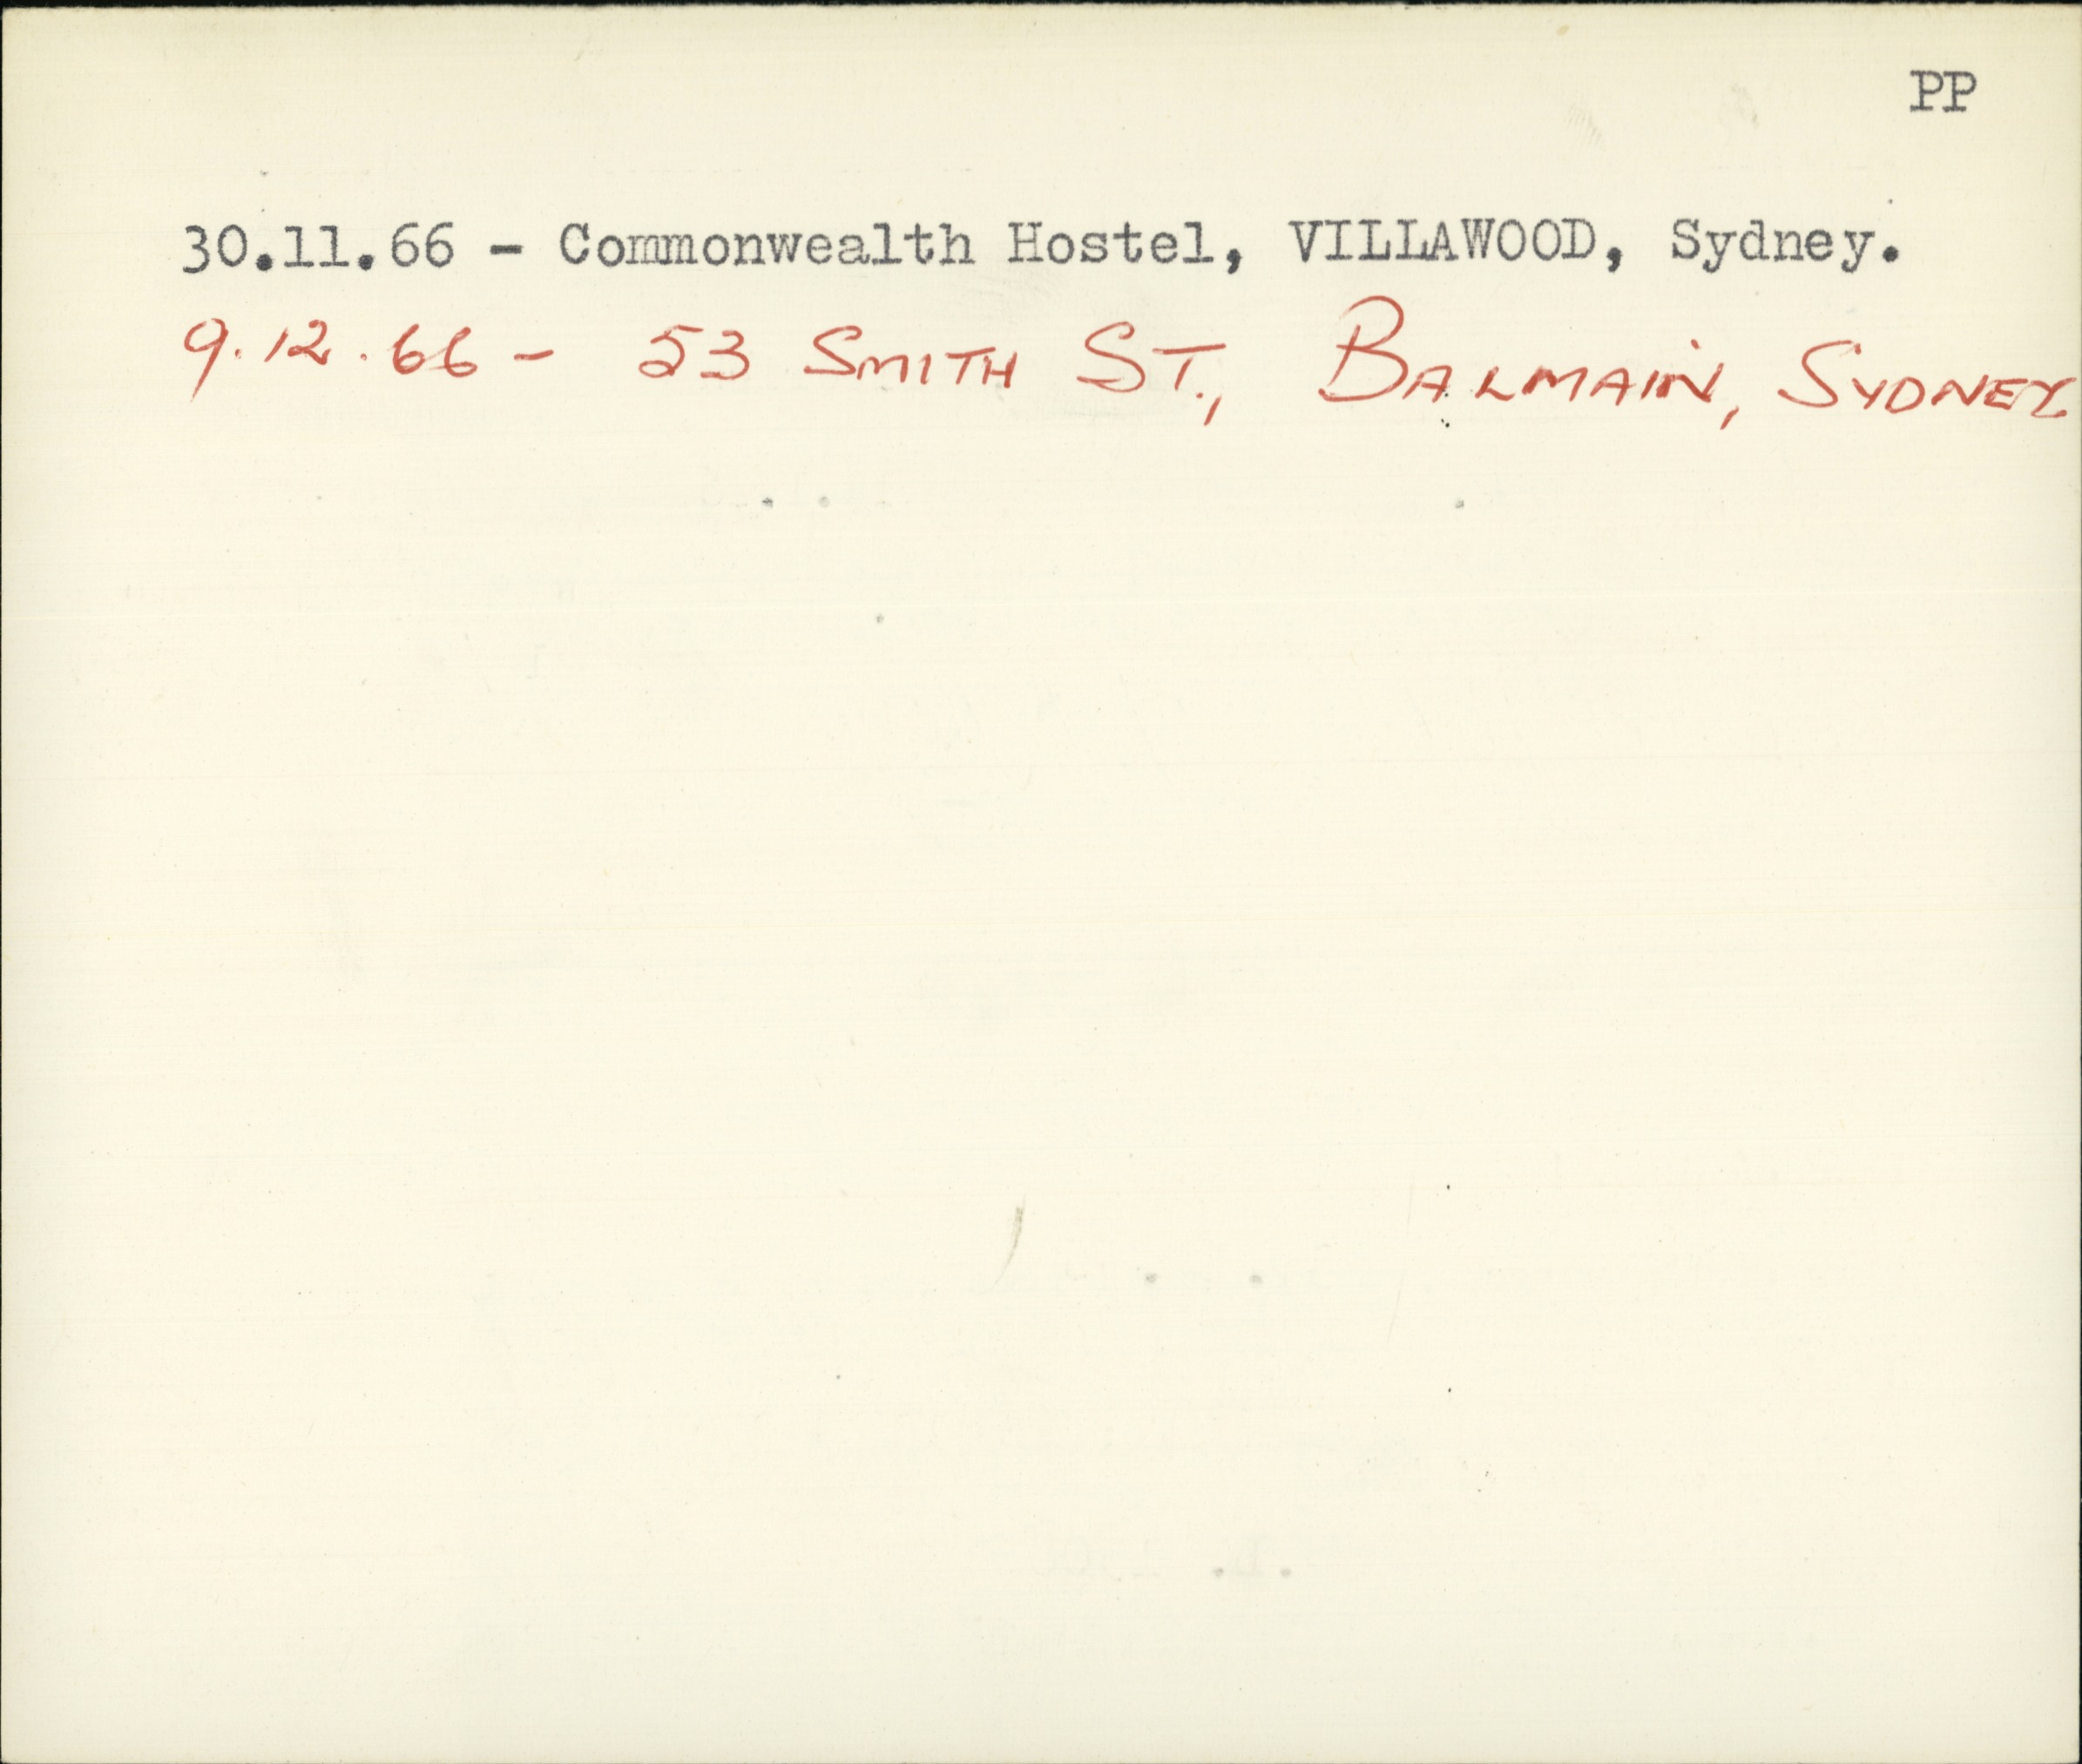 PP
30.11.66 - Commonwealth Hostel, VILLAWOOD, Sydney.
9.12.66 - 53 SMITH ST., BALMAIN, SYDNEY.